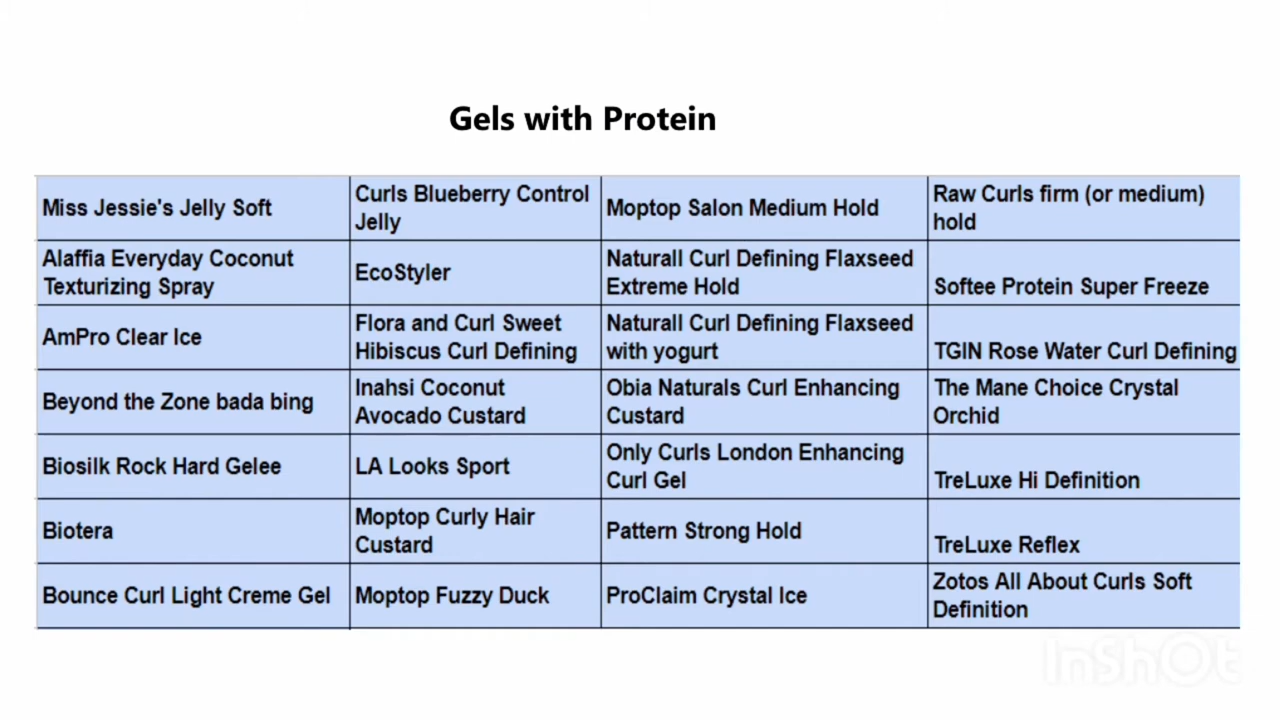 Gels with Protein
Miss Jessie's Jelly Soft
Curls Blueberry Control
Jelly
Moptop Salon Medium Hold
Raw Curls firm (or medium)
hold
Alaffia Everyday Coconut
Texturizing Spray
EcoStyler
Naturall Curl Defining Flaxseed
Extreme Hold
Softee Protein Super Freeze
AmPro Clear Ice
Flora and Curl Sweet
Hibiscus Curl Defining
Naturall Curl Defining Flaxseed
with yogurt
TGIN Rose Water Curl Defining
Beyond the Zone bada bing
Inahsi Coconut
Avocado Custard
Obia Naturals Curl Enhancing
Custard
The Mane Choice Crystal
Orchid
Biosilk Rock Hard Gelee
LA Looks Sport
Only Curls London Enhancing
Curl Gel
TreLuxe Hi Definition
Biotera
Moptop Curly Hair
Custard
Pattern Strong Hold
TreLuxe Reflex
Bounce Curl Light Creme Gel
Moptop Fuzzy Duck
ProClaim Crystal Ice
Zotos All About Curls Soft
Definition
InShOt